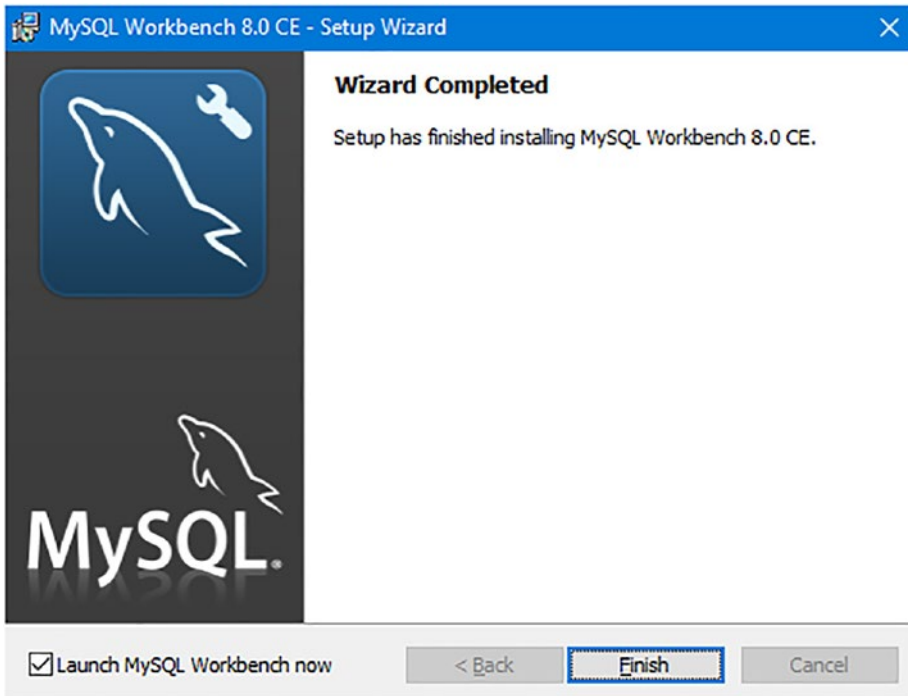 MySQL Workbench 8.0 CE - Setup Wizard
Wizard Completed
Setup has finished installing MySQL Workbench 8.0 CE.
MySQL®
Launch MySQL Workbench now
< Back
Finish
Cancel